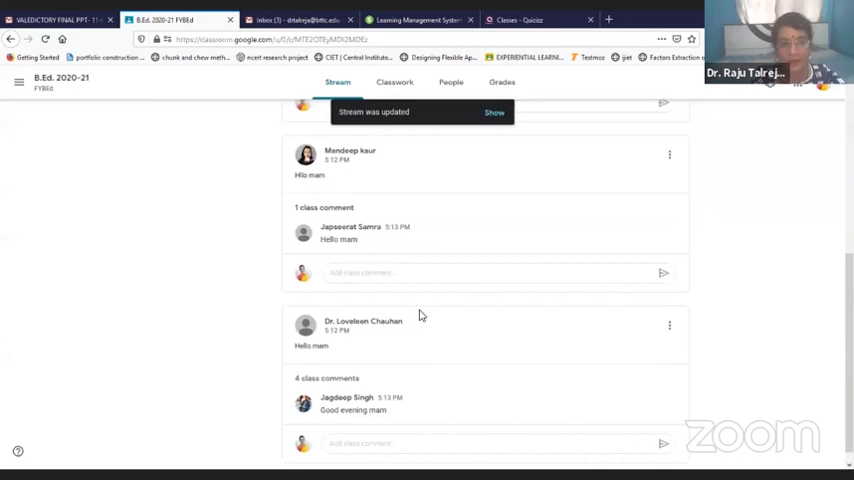 VALEDICTORY FINAL PPT- 11-
B.Ed. 2020-21 FYBEd
Inbox (3) - drtalreja@bttc.edu
Learning Management System
Classes - Quizizz
https://classroom.google.com/u/0/c/
Getting Started
portfolio construction
chunk and chew meth...
ncert research project
CIET | Central Institute...
Designing Flexible Ap...
EXPERIENTIAL LEARNI...
Testmoz
ijiet
Factors Extraction
Dr. Raju Talrej...
B.Ed. 2020-21
FYBEd
Stream
Classwork
People
Grades
Stream was updated
Show
Mandeep kaur
5:12 PM
Hllo mam
1 class comment
Japseerat Samra 5:13 PM
Hello mam
Add class comment...
Dr. Loveleen Chauhan
5:12 PM
Hello mam
4 class comments
Jagdeep Singh 5:13 PM
Good evening mam
Add class comment
zoom